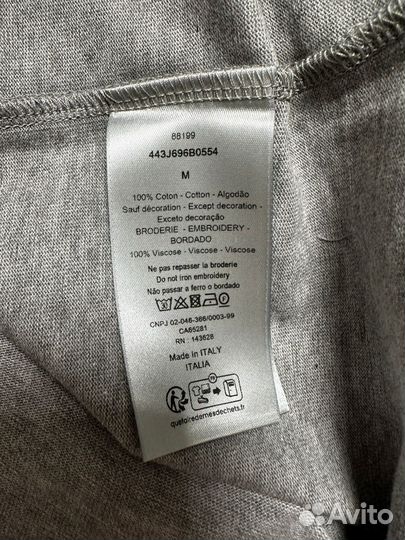 88199
443J696B0554
M
100% Coton - Cotton - Algodão
Sauf décoration - Except decoration -
Exceto decoração
BRODERIE - EMBROIDERY -
BORDADO
100% Viscose - Viscose - Viscose
Ne pas repasser la broderie
Do not iron embroidery
Não passar a ferro o bordado
CNPJ 02-046-366/0003-99
CA65281
RN : 143628
Made in ITALY
ITALIA
FR
quefairedemesdechets.fr
Avito